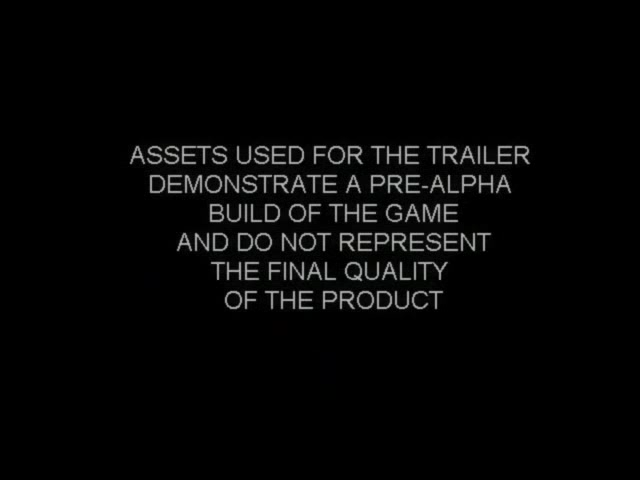 ASSETS USED FOR THE TRAILER
DEMONSTRATE A PRE-ALPHA
BUILD OF THE GAME
AND DO NOT REPRESENT
THE FINAL QUALITY
OF THE PRODUCT